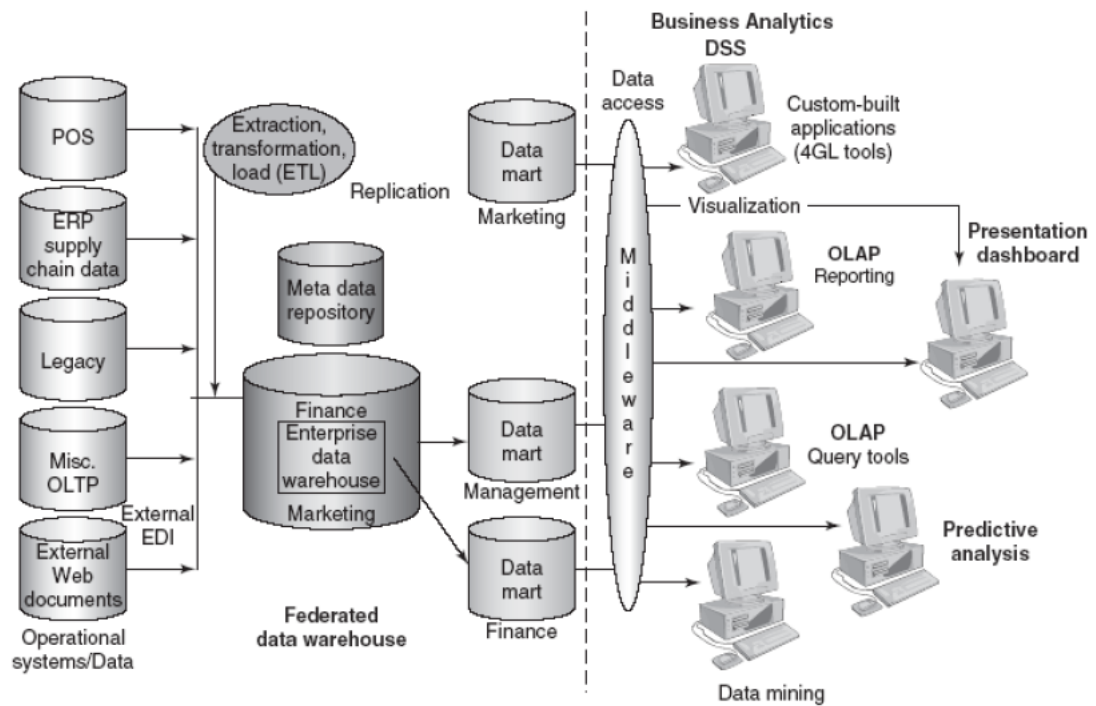 Business Analytics
DSS
Data
access
Custom-built
applications
(4GL tools)
POS
Extraction,
transformation,
load (ETL)
Replication
Data
mart
Marketing
Visualization
Presentation
dashboard
ERP
supply
chain data
Meta data
repository
Middleware
OLAP
Reporting
Legacy
Finance
Enterprise
data
warehouse
Marketing
Data
mart
Management
OLAP
Query tools
Misc.
OLTP
External
EDI
External
Web
documents
Operational
systems/Data
Federated
data warehouse
Data
mart
Finance
Predictive
analysis
Data mining